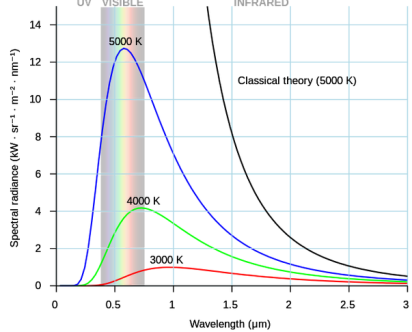 UV VISIBLE INFRARED
14
12
10
8
6
4
2
0
Spectral radiance (kW · sr⁻¹ · m⁻² · nm⁻¹)
5000 K
Classical theory (5000 K)
4000 K
3000 K
0 0.5 1 1.5 2 2.5 3
Wavelength (μm)